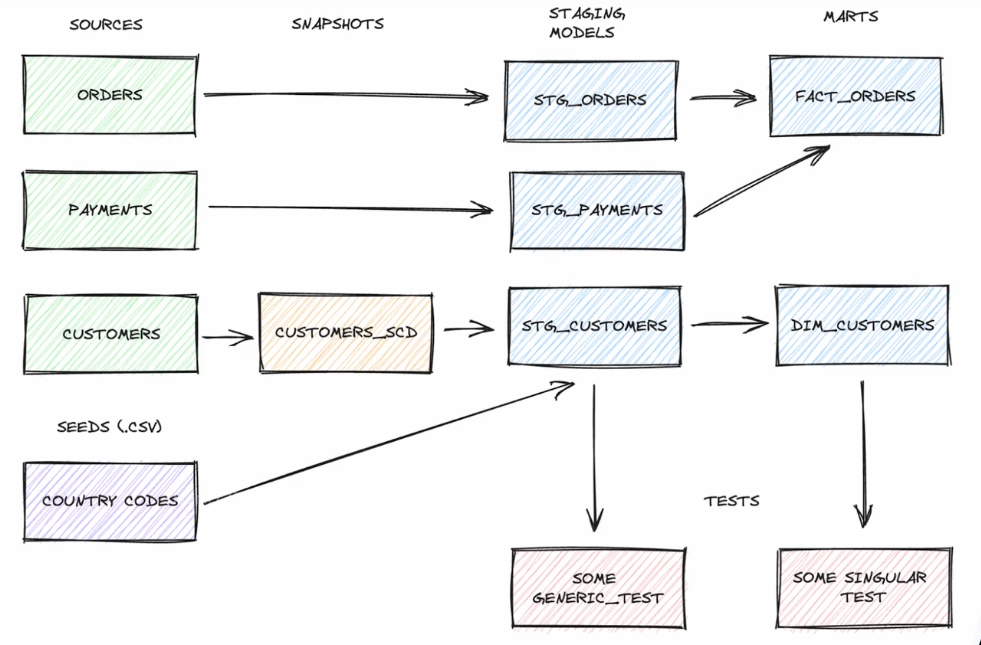 SOURCES
SNAPSHOTS
STAGING
MODELS
MARTS
ORDERS
STG_ORDERS
FACT_ORDERS
PAYMENTS
STG_PAYMENTS
CUSTOMERS
CUSTOMERS_SCD
STG_CUSTOMERS
DIM_CUSTOMERS
SEEDS (.CSV)
COUNTRY CODES
TESTS
SOME
GENERIC_TEST
SOME SINGULAR
TEST